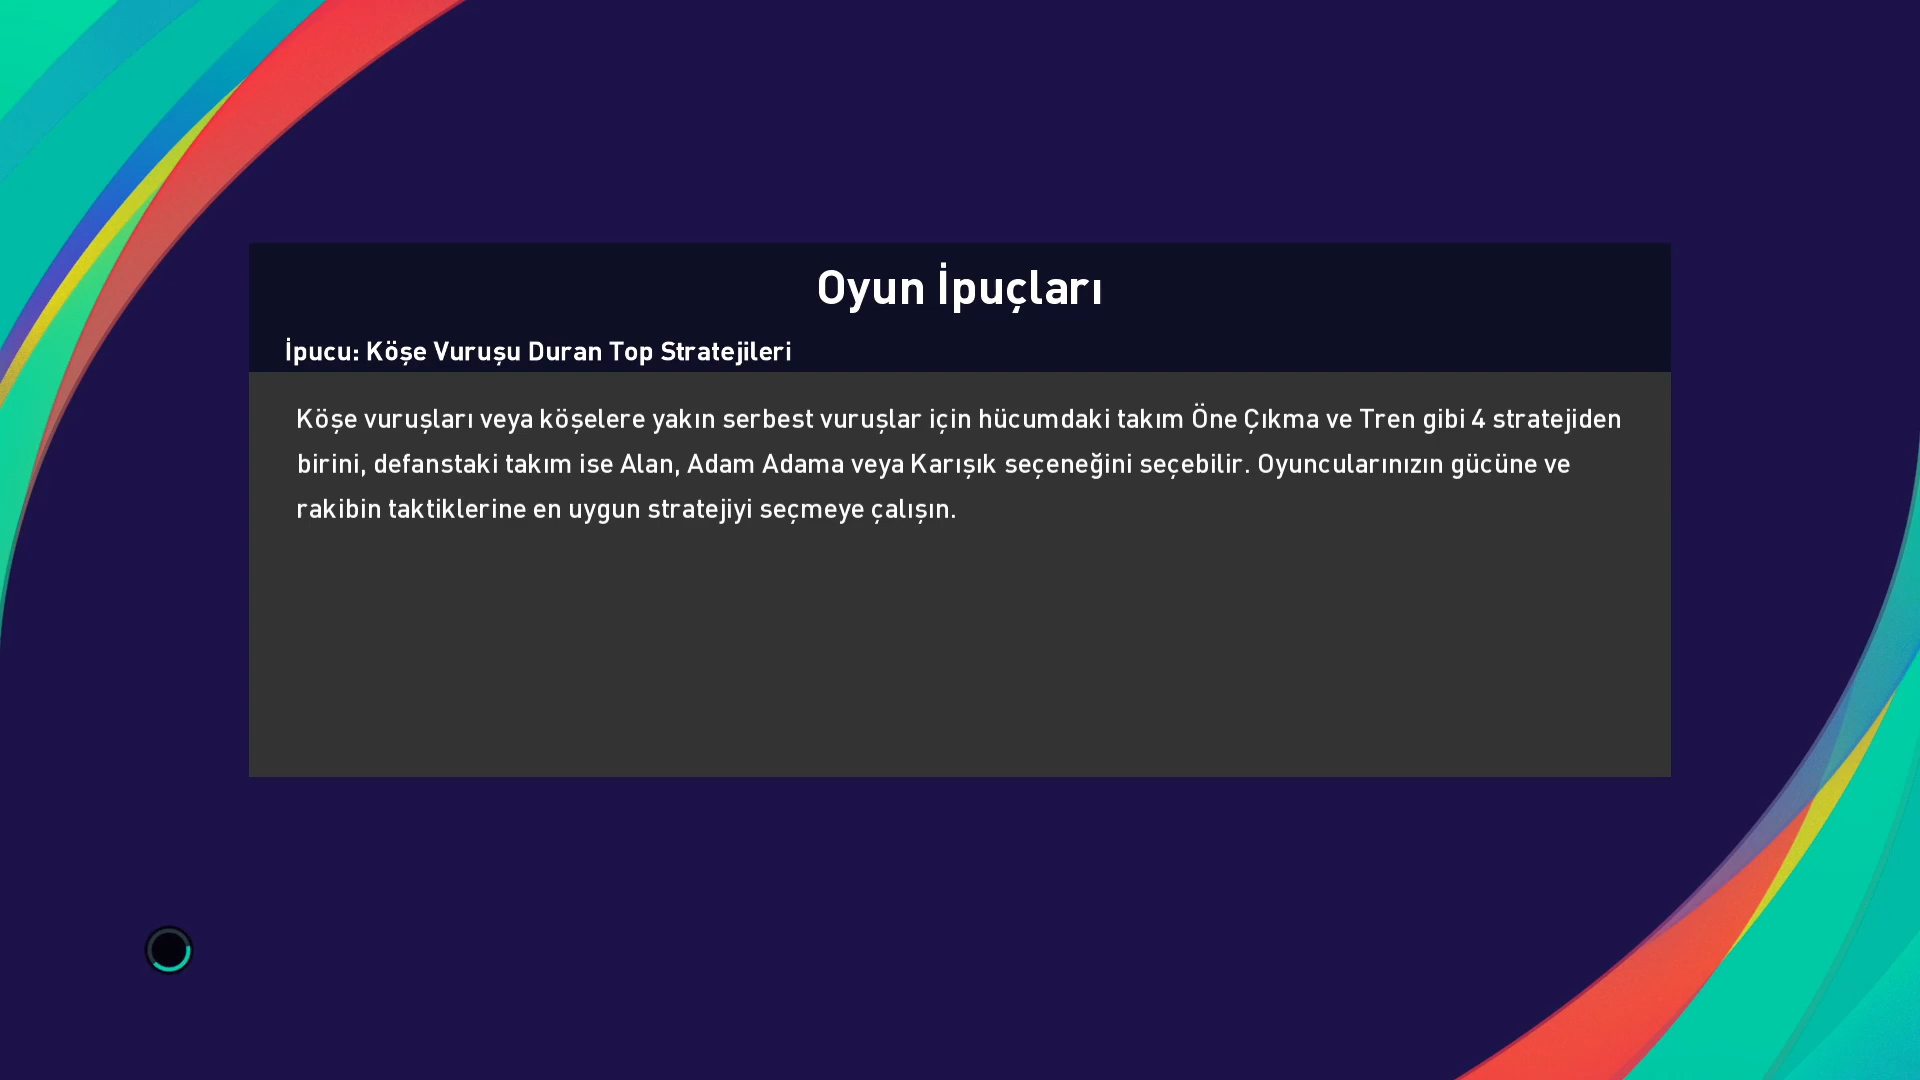 Oyun İpuçları
İpucu: Köşe Vuruşu Duran Top Stratejileri
Köşe vuruşları veya köşelere yakın serbest vuruşlar için hücumdaki takım Öne Çıkma ve Tren gibi 4 stratejiden
birini, defanstaki takım ise Alan, Adam Adama veya Karışık seçeneğini seçebilir. Oyuncularınızın gücüne ve
rakibin taktiklerine en uygun stratejiyi seçmeye çalışın.